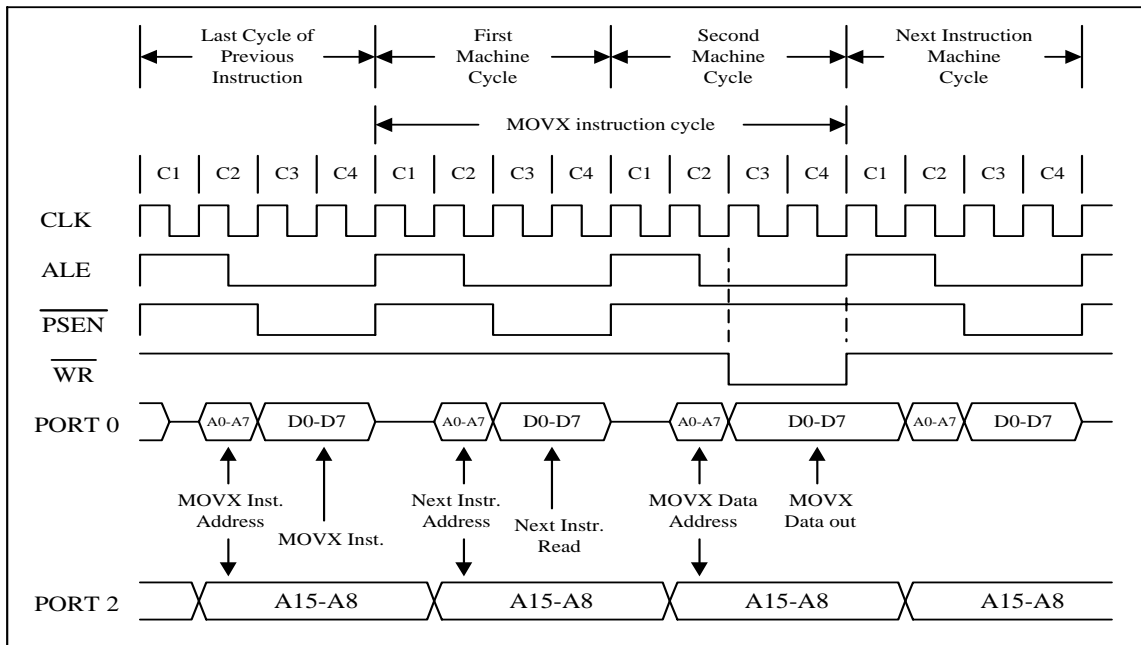 Last Cycle of
Previous
Instruction
First
Machine
Cycle
Second
Machine
Cycle
Next Instruction
Machine
Cycle
MOVX instruction cycle
C1 C2 C3 C4 C1 C2 C3 C4 C1 C2 C3 C4 C1 C2 C3 C4
CLK
ALE
PSEN
WR
PORT 0 A0-A7 D0-D7 A0-A7 D0-D7 A0-A7 D0-D7 A0-A7 D0-D7
MOVX Inst.
Address
MOVX Inst.
Next Instr.
Address
Next Instr.
Read
MOVX Data
Address
MOVX
Data out
PORT 2 A15-A8 A15-A8 A15-A8 A15-A8